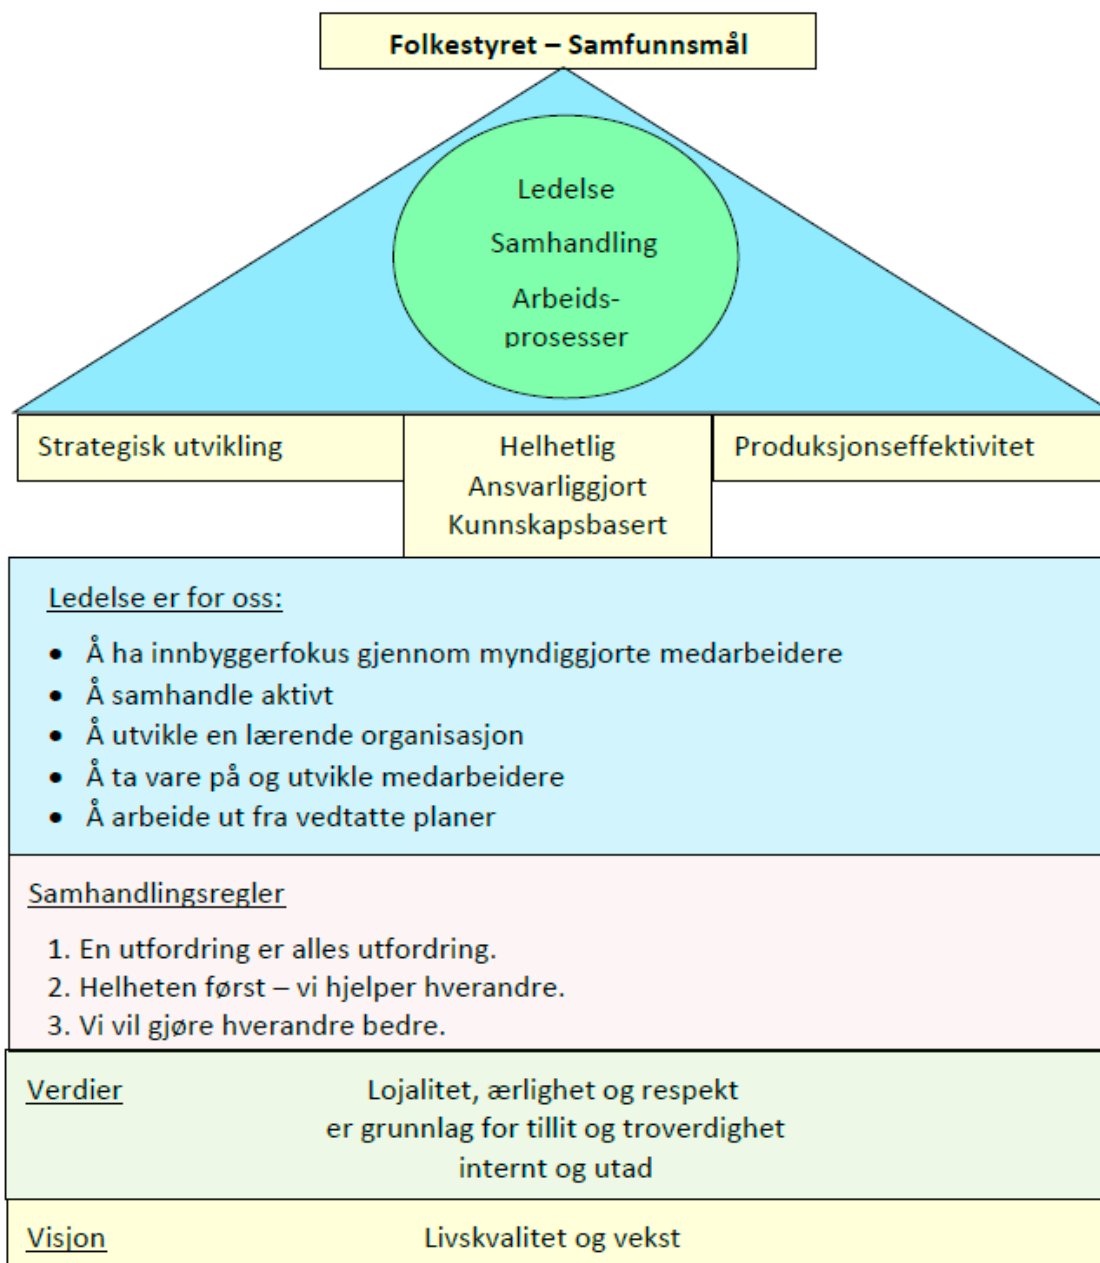 Folkestyret – Samfunnsmål
Ledelse
Samhandling
Arbeids-
prosesser
Strategisk utvikling
Helhetlig
Ansvarliggjort
Kunnskapsbasert
Produksjonseffektivitet
Ledelse er for oss:
• Å ha innbyggerfokus gjennom myndiggjorte medarbeidere
• Å samhandle aktivt
• Å utvikle en lærende organisasjon
• Å ta vare på og utvikle medarbeidere
• Å arbeide ut fra vedtatte planer
Samhandlingsregler
1. En utfordring er alles utfordring.
2. Helheten først – vi hjelper hverandre.
3. Vi vil gjøre hverandre bedre.
Verdier
Lojalitet, ærlighet og respekt
er grunnlag for tillit og troverdighet
internt og utad
Visjon
Livskvalitet og vekst